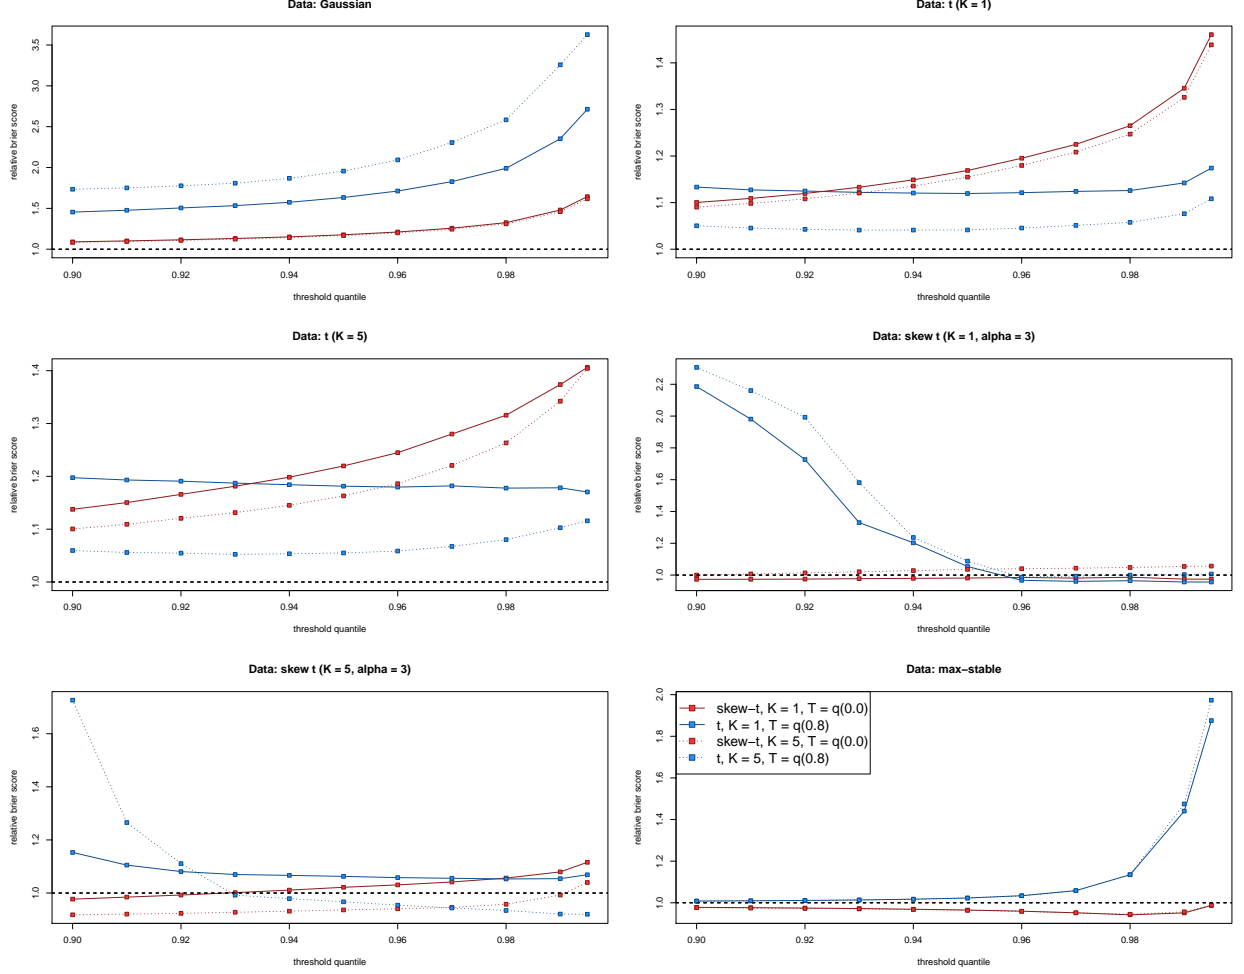 Data: Gaussian
relative brier score
3.5
3.0
2.5
2.0
1.5
1.0
0.90 0.92 0.94 0.96 0.98
threshold quantile
Data: t (K = 1)
relative brier score
1.4
1.3
1.2
1.1
1.0
0.90 0.92 0.94 0.96 0.98
threshold quantile
Data: t (K = 5)
relative brier score
1.4
1.3
1.2
1.1
1.0
0.90 0.92 0.94 0.96 0.98
threshold quantile
Data: skew t (K = 1, alpha = 3)
relative brier score
2.2
2.0
1.8
1.6
1.4
1.2
1.0
0.90 0.92 0.94 0.96 0.98
threshold quantile
Data: skew t (K = 5, alpha = 3)
relative brier score
1.6
1.4
1.2
1.0
0.90 0.92 0.94 0.96 0.98
threshold quantile
Data: max−stable
relative brier score
2.0
1.8
1.6
1.4
1.2
1.0
skew−t, K = 1, T = q(0.0)
t, K = 1, T = q(0.8)
skew−t, K = 5, T = q(0.0)
t, K = 5, T = q(0.8)
0.90 0.92 0.94 0.96 0.98
threshold quantile